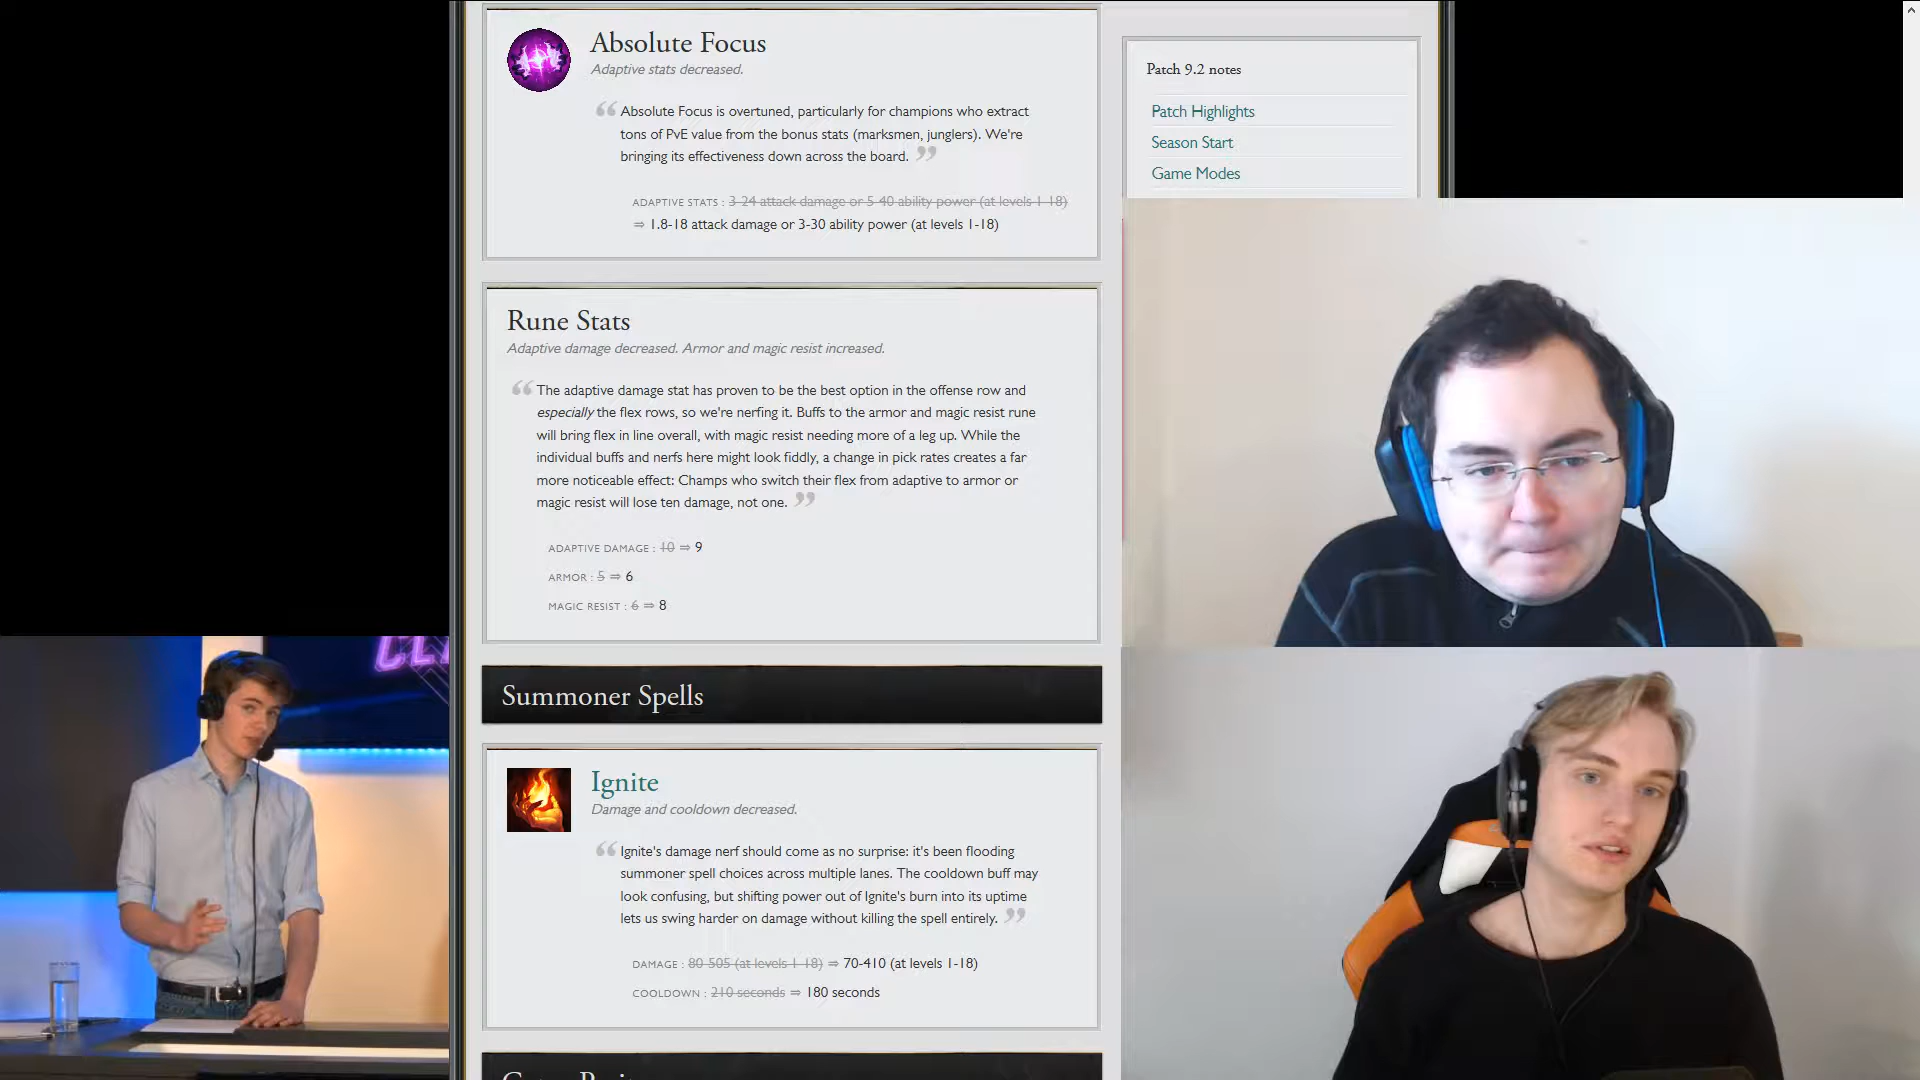 Absolute Focus
Adaptive stats decreased.
Absolute Focus is overtuned, particularly for champions who extract
tons of PvE value from the bonus stats (marksmen, junglers). We're
bringing its effectiveness down across the board.
ADAPTIVE STATS : 3-24 attack damage or 5-40 ability power (at levels 1-18)
⇒ 1.8-18 attack damage or 3-30 ability power (at levels 1-18)
Rune Stats
Adaptive damage decreased. Armor and magic resist increased.
The adaptive damage stat has proven to be the best option in the offense row and
especially the flex rows, so we're nerfing it. Buffs to the armor and magic resist rune
will bring flex in line overall, with magic resist needing more of a leg up. While the
individual buffs and nerfs here might look fiddly, a change in pick rates creates a far
more noticeable effect: Champs who switch their flex from adaptive to armor or
magic resist will lose ten damage, not one.
ADAPTIVE DAMAGE : 10 ⇒ 9
ARMOR : 5 ⇒ 6
MAGIC RESIST : 6 ⇒ 8
Summoner Spells
Ignite
Damage and cooldown decreased.
Ignite's damage nerf should come as no surprise: it's been flooding
summoner spell choices across multiple lanes. The cooldown buff may
look confusing, but shifting power out of Ignite's burn into its uptime
lets us swing harder on damage without killing the spell entirely.
DAMAGE : 80-505 (at levels 1-18) ⇒ 70-410 (at levels 1-18)
COOLDOWN : 210 seconds ⇒ 180 seconds
Patch 9.2 notes
Patch Highlights
Season Start
Game Modes